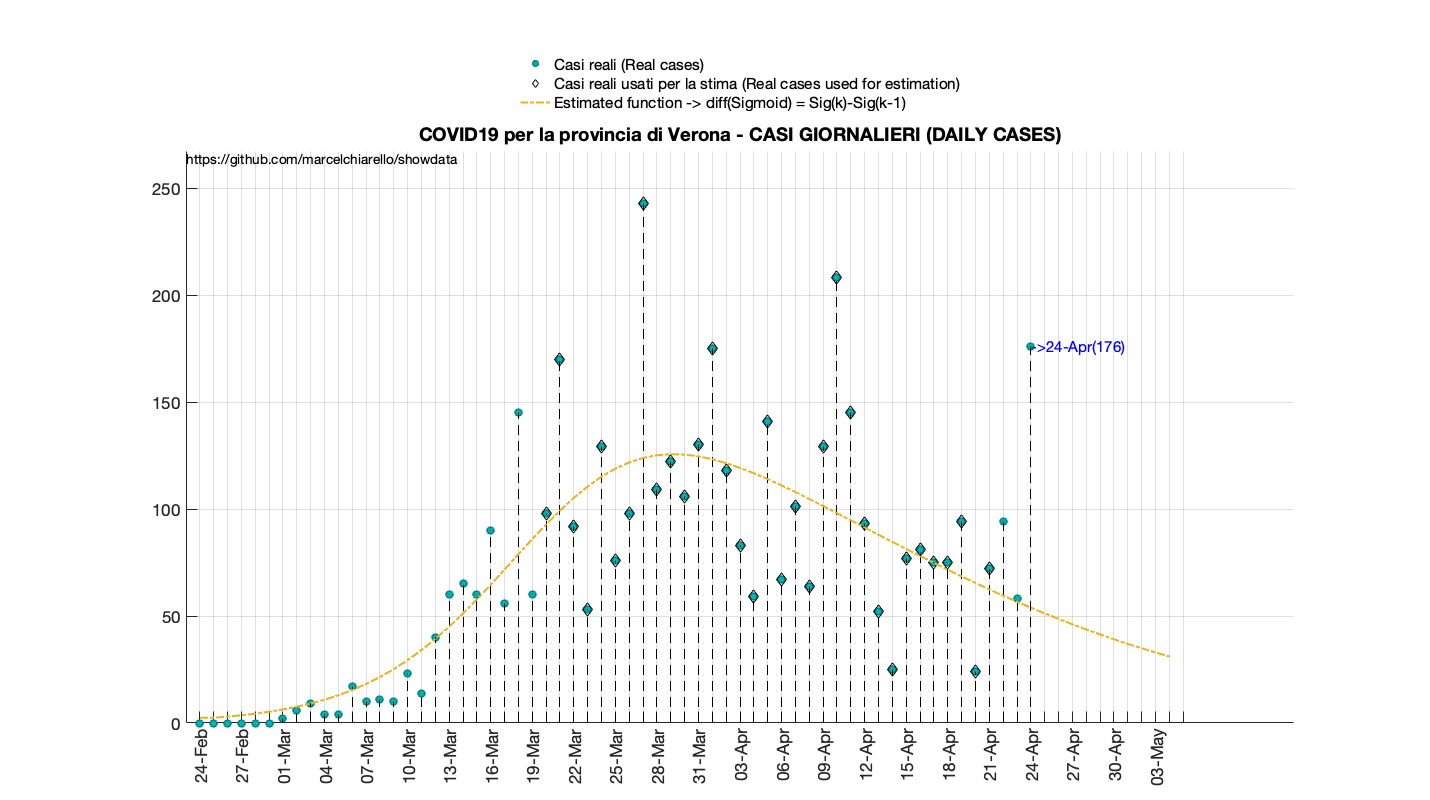 Casi reali (Real cases)
Casi reali usati per la stima (Real cases used for estimation)
Estimated function -> diff(Sigmoid) = Sig(k)-Sig(k-1)
COVID19 per la provincia di Verona - CASI GIORNALIERI (DAILY CASES)
https://github.com/marcelchiarello/showdata
250
200
150
100
50
0
->24-Apr(176)
24-Feb
27-Feb
01-Mar
04-Mar
07-Mar
10-Mar
13-Mar
16-Mar
19-Mar
22-Mar
25-Mar
28-Mar
31-Mar
03-Apr
06-Apr
09-Apr
12-Apr
15-Apr
18-Apr
21-Apr
24-Apr
27-Apr
30-Apr
03-May